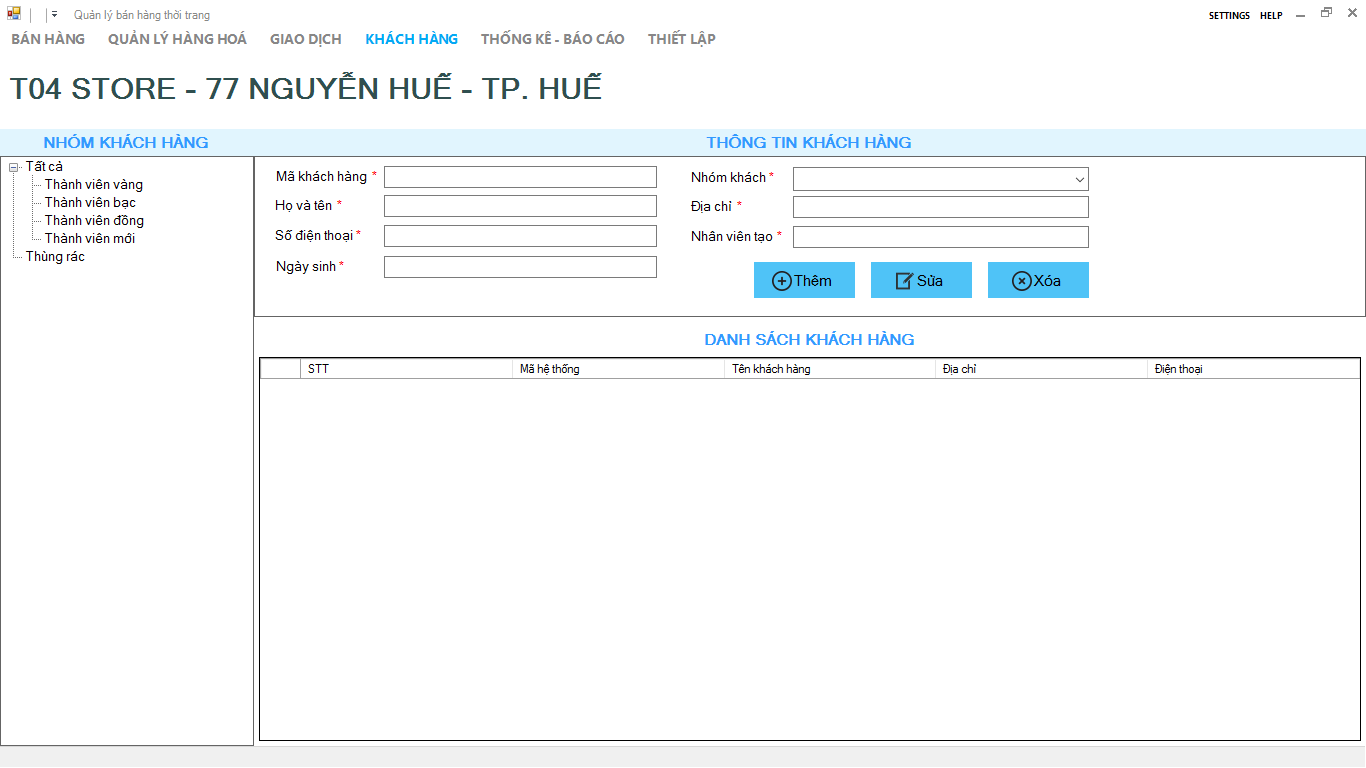 Quản lý bán hàng thời trang SETTINGS HELP
BÁN HÀNG QUẢN LÝ HÀNG HOÁ GIAO DỊCH KHÁCH HÀNG THỐNG KÊ - BÁO CÁO THIẾT LẬP
T04 STORE - 77 NGUYỄN HUẾ - TP. HUẾ
NHÓM KHÁCH HÀNG
Tất cả
Thành viên vàng
Thành viên bạc
Thành viên đồng
Thành viên mới
Thùng rác
THÔNG TIN KHÁCH HÀNG
Mã khách hàng * Nhóm khách *
Họ và tên * Địa chỉ *
Số điện thoại * Nhân viên tạo *
Ngày sinh *
Thêm Sửa Xóa
DANH SÁCH KHÁCH HÀNG
STT Mã hệ thống Tên khách hàng Địa chỉ Điện thoại